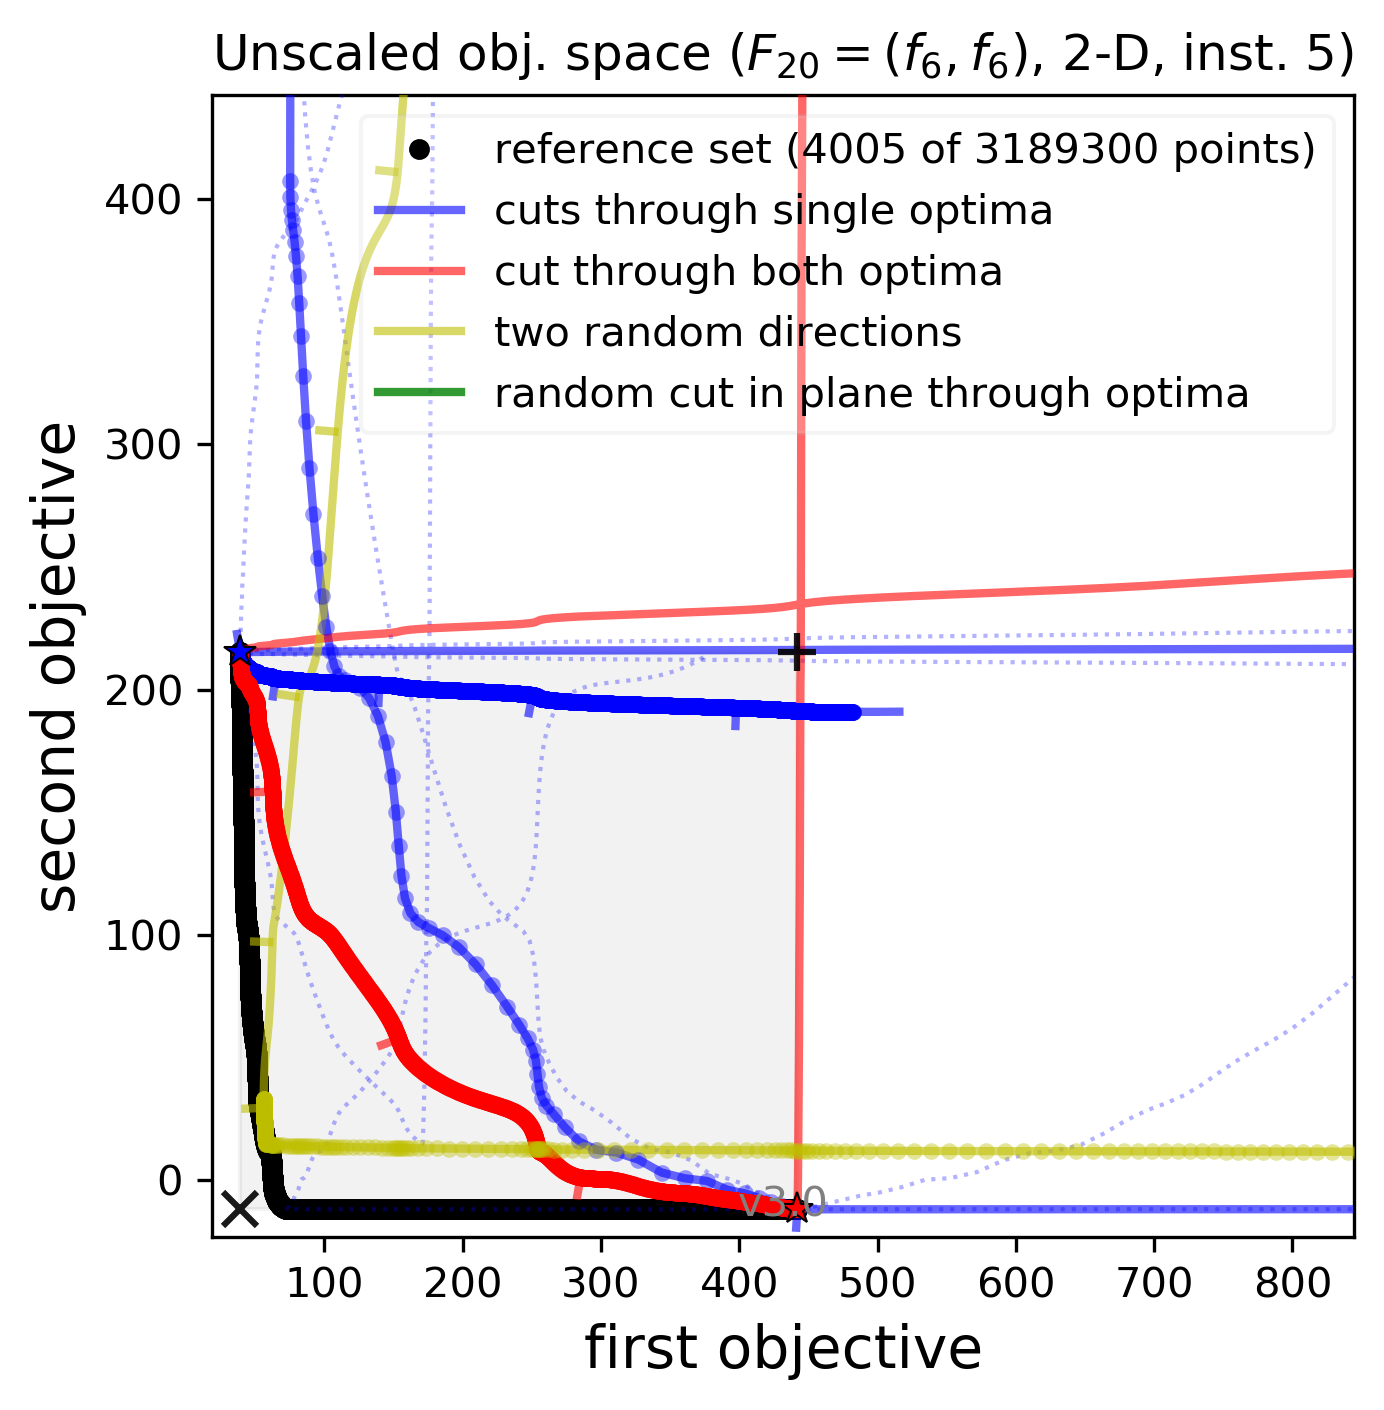 Unscaled obj. space (F₂₀ = (f₆, f₆), 2-D, inst. 5)
reference set (4005 of 3189300 points)
cuts through single optima
cut through both optima
two random directions
random cut in plane through optima
second objective
400
300
200
100
0
v3.0
100 200 300 400 500 600 700 800
first objective